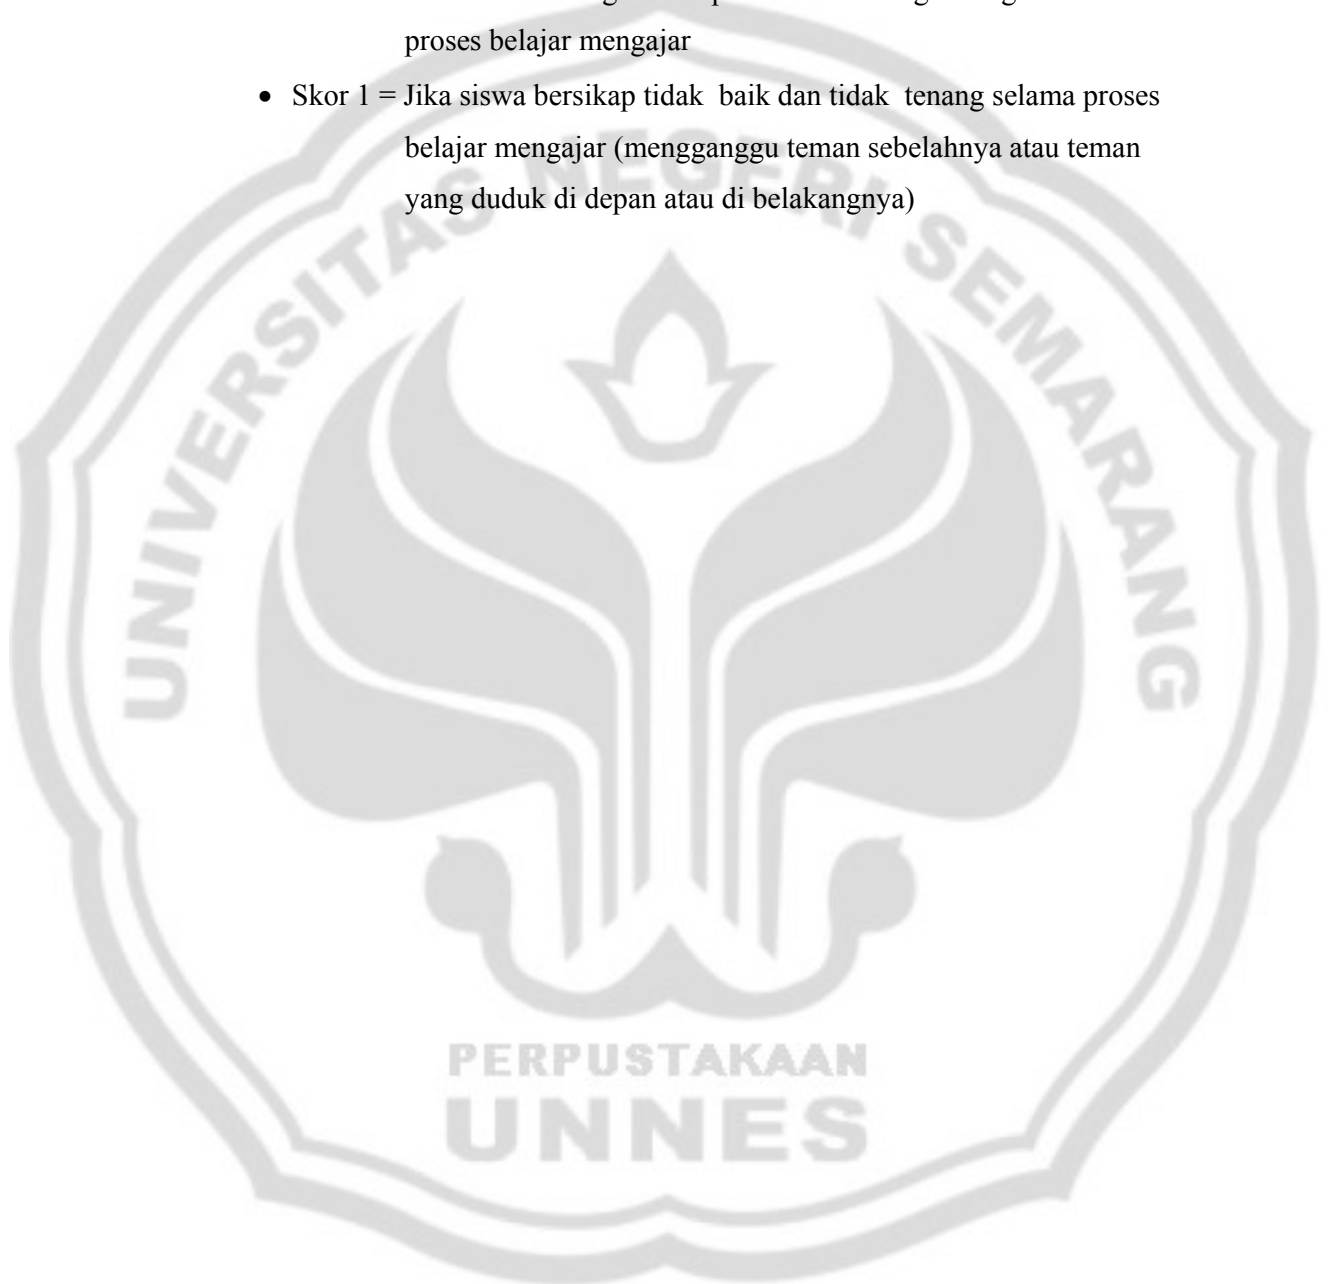 proses belajar mengajar
• Skor 1 = Jika siswa bersikap tidak baik dan tidak tenang selama proses
belajar mengajar (mengganggu teman sebelahnya atau teman
yang duduk di depan atau di belakangnya)
UNIVERSITAS NEGERI SEMARANG
PERPUSTAKAAN
UNNES